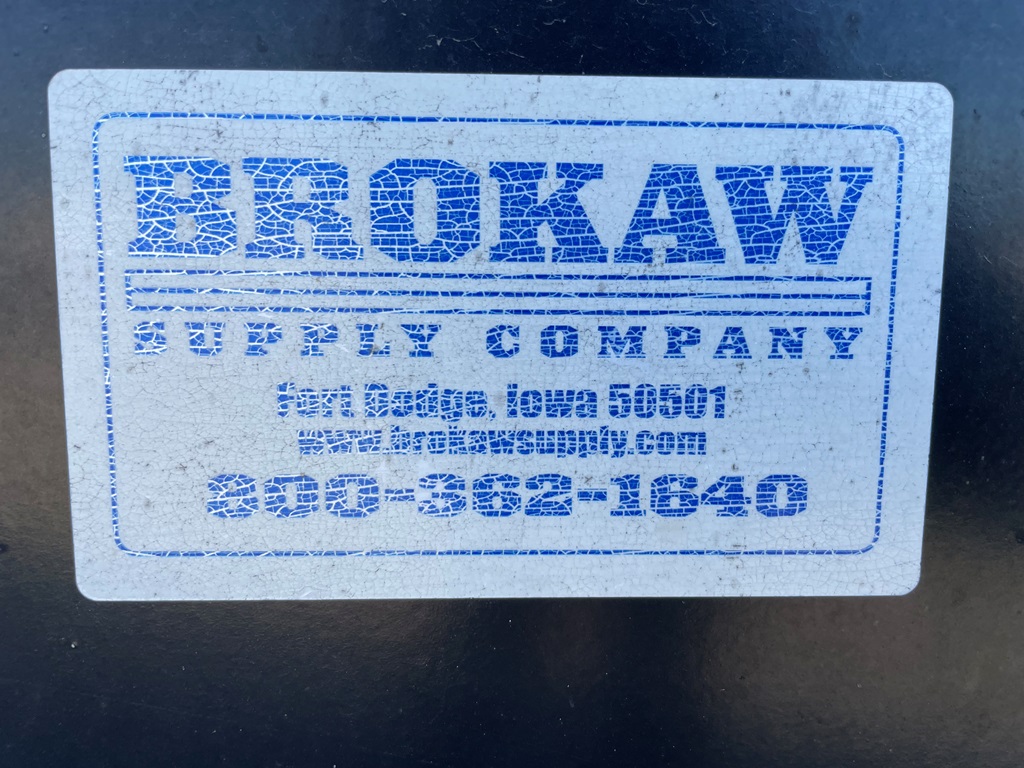 BROKAW
SUPPLY COMPANY
Fort Dodge, Iowa 50501
www.brokawsupply.com
800-362-1640